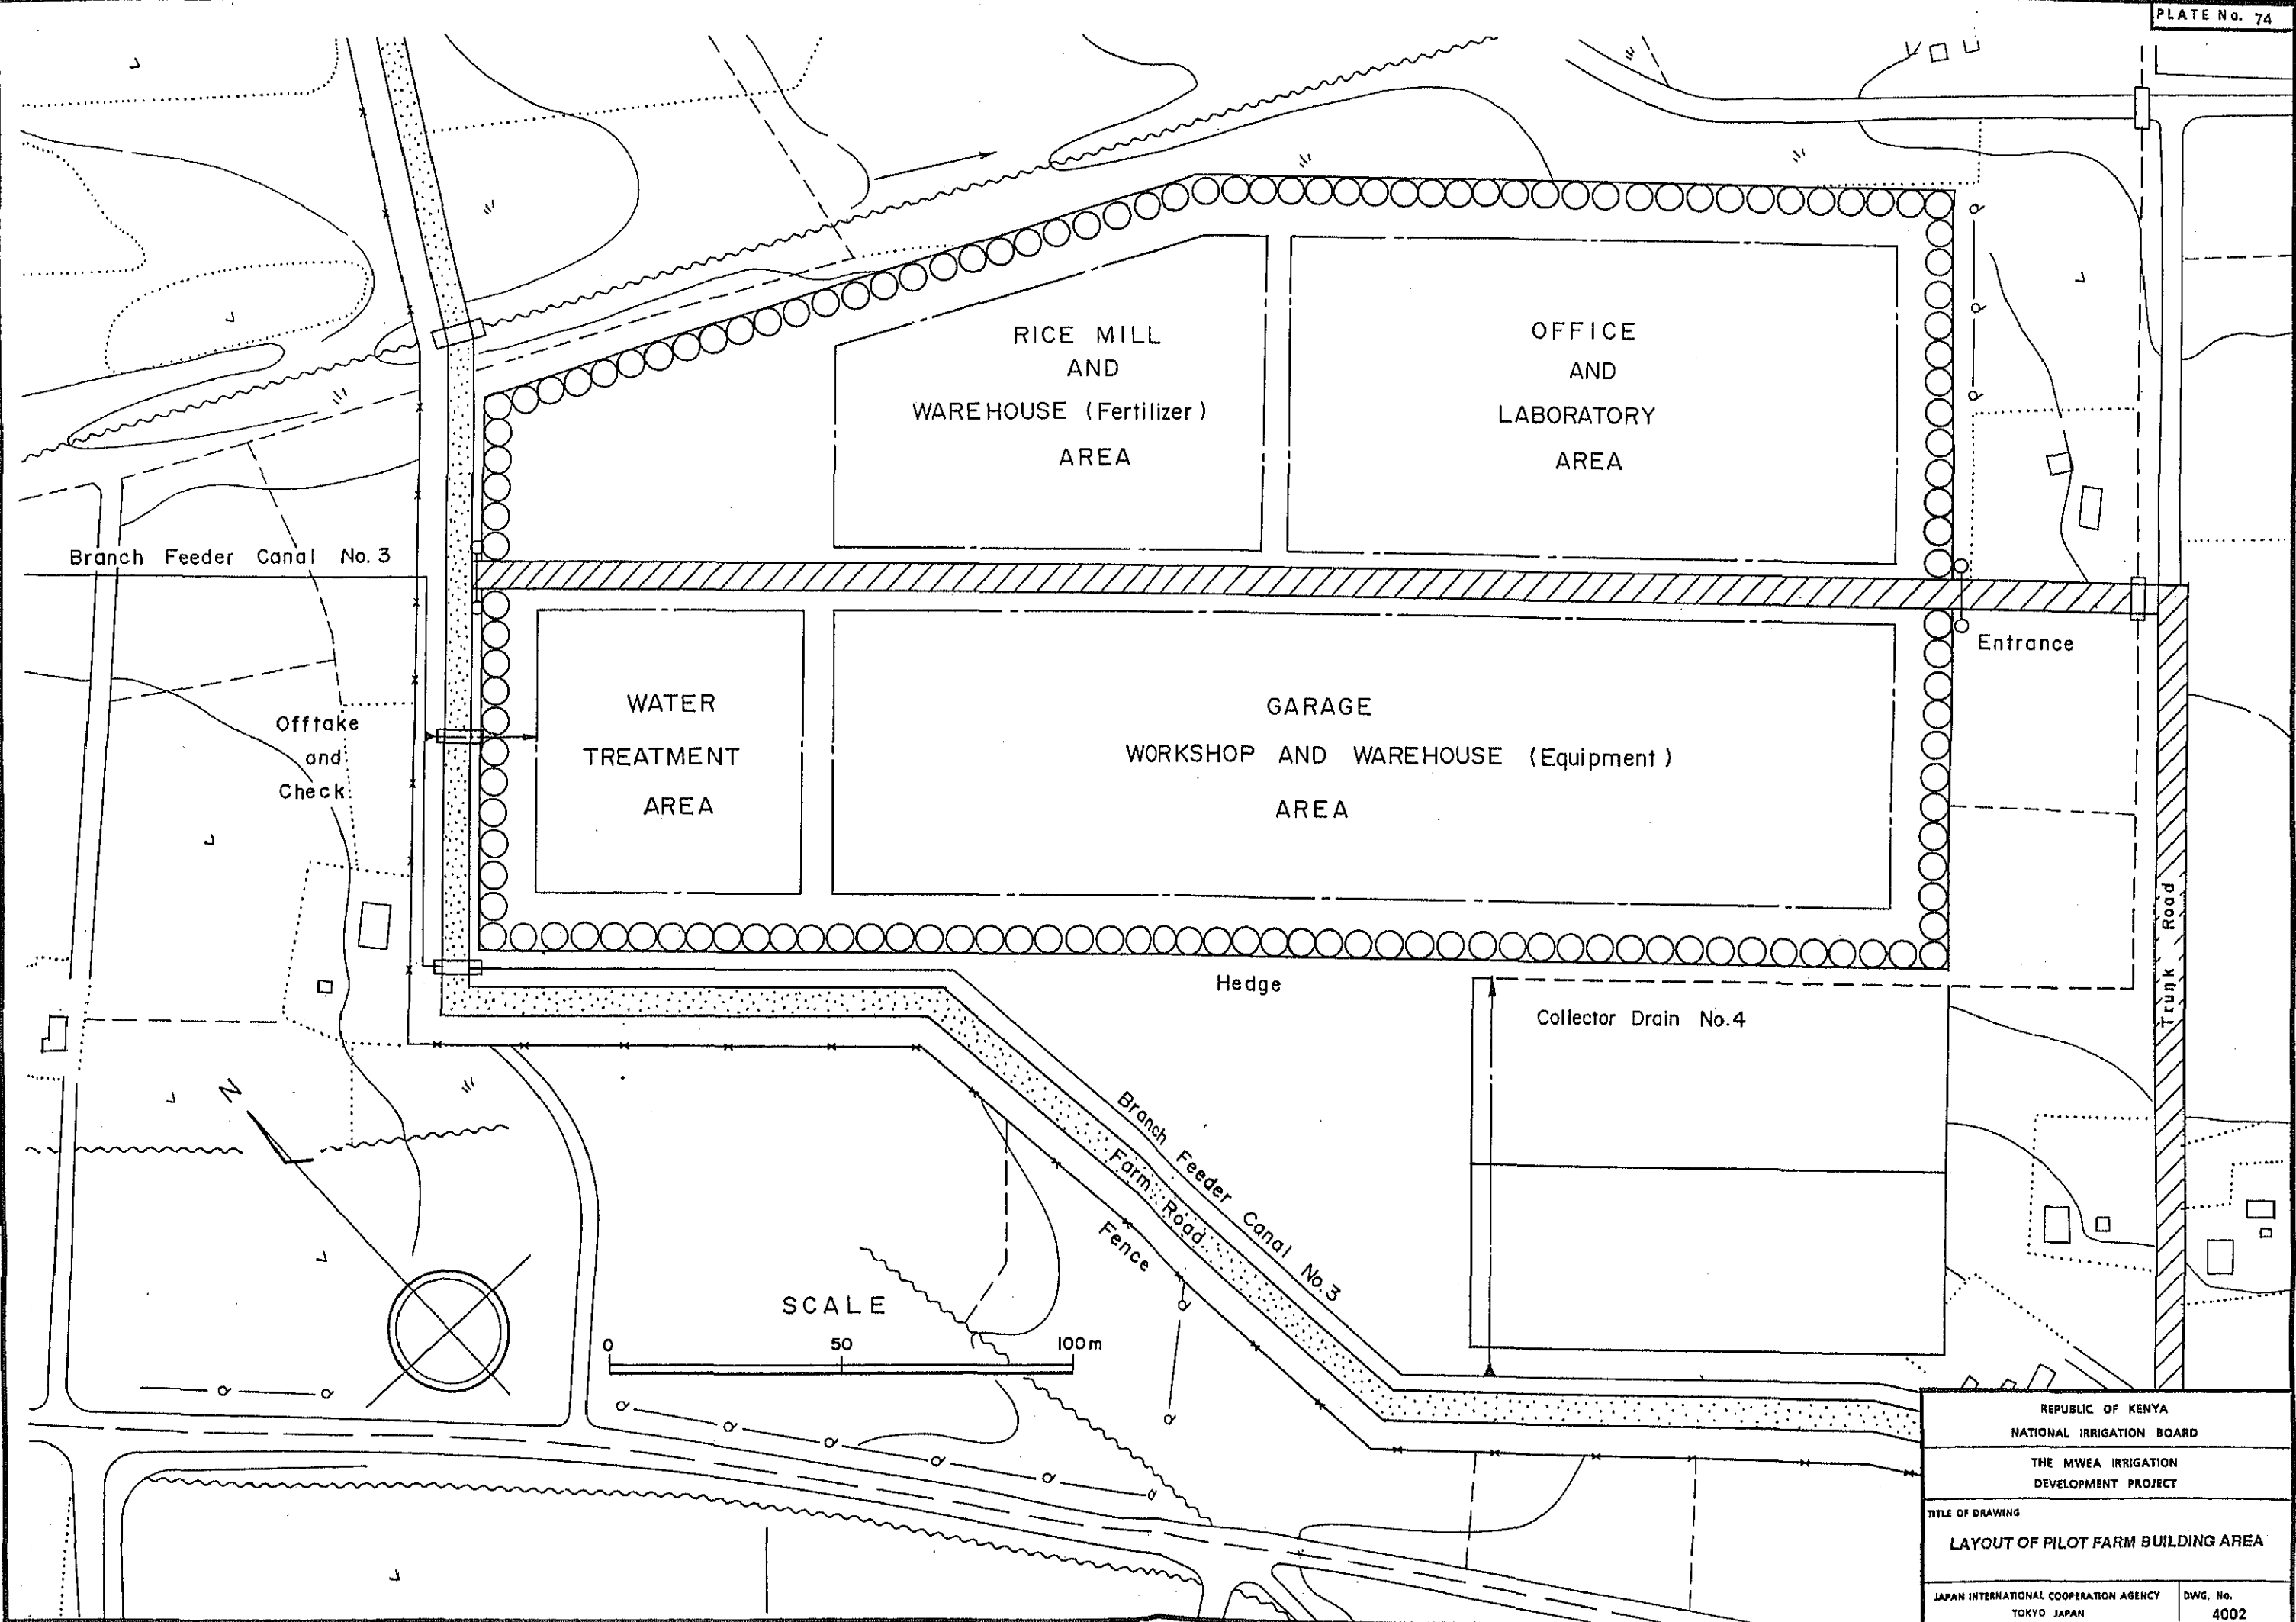 PLATE No. 74
RICE MILL
AND
WAREHOUSE (Fertilizer)
AREA
OFFICE
AND
LABORATORY
AREA
Branch Feeder Canal No. 3
Entrance
Offtake
and
Check
WATER
TREATMENT
AREA
GARAGE
WORKSHOP AND WAREHOUSE (Equipment)
AREA
Trunk Road
Hedge
Collector Drain No. 4
N
Branch Feeder Canal No. 3
Farm Road
Fence
SCALE
0 50 100m
REPUBLIC OF KENYA
NATIONAL IRRIGATION BOARD
THE MWEA IRRIGATION
DEVELOPMENT PROJECT
TITLE OF DRAWING
LAYOUT OF PILOT FARM BUILDING AREA
JAPAN INTERNATIONAL COOPERATION AGENCY
TOKYO JAPAN
DWG. No.
4002